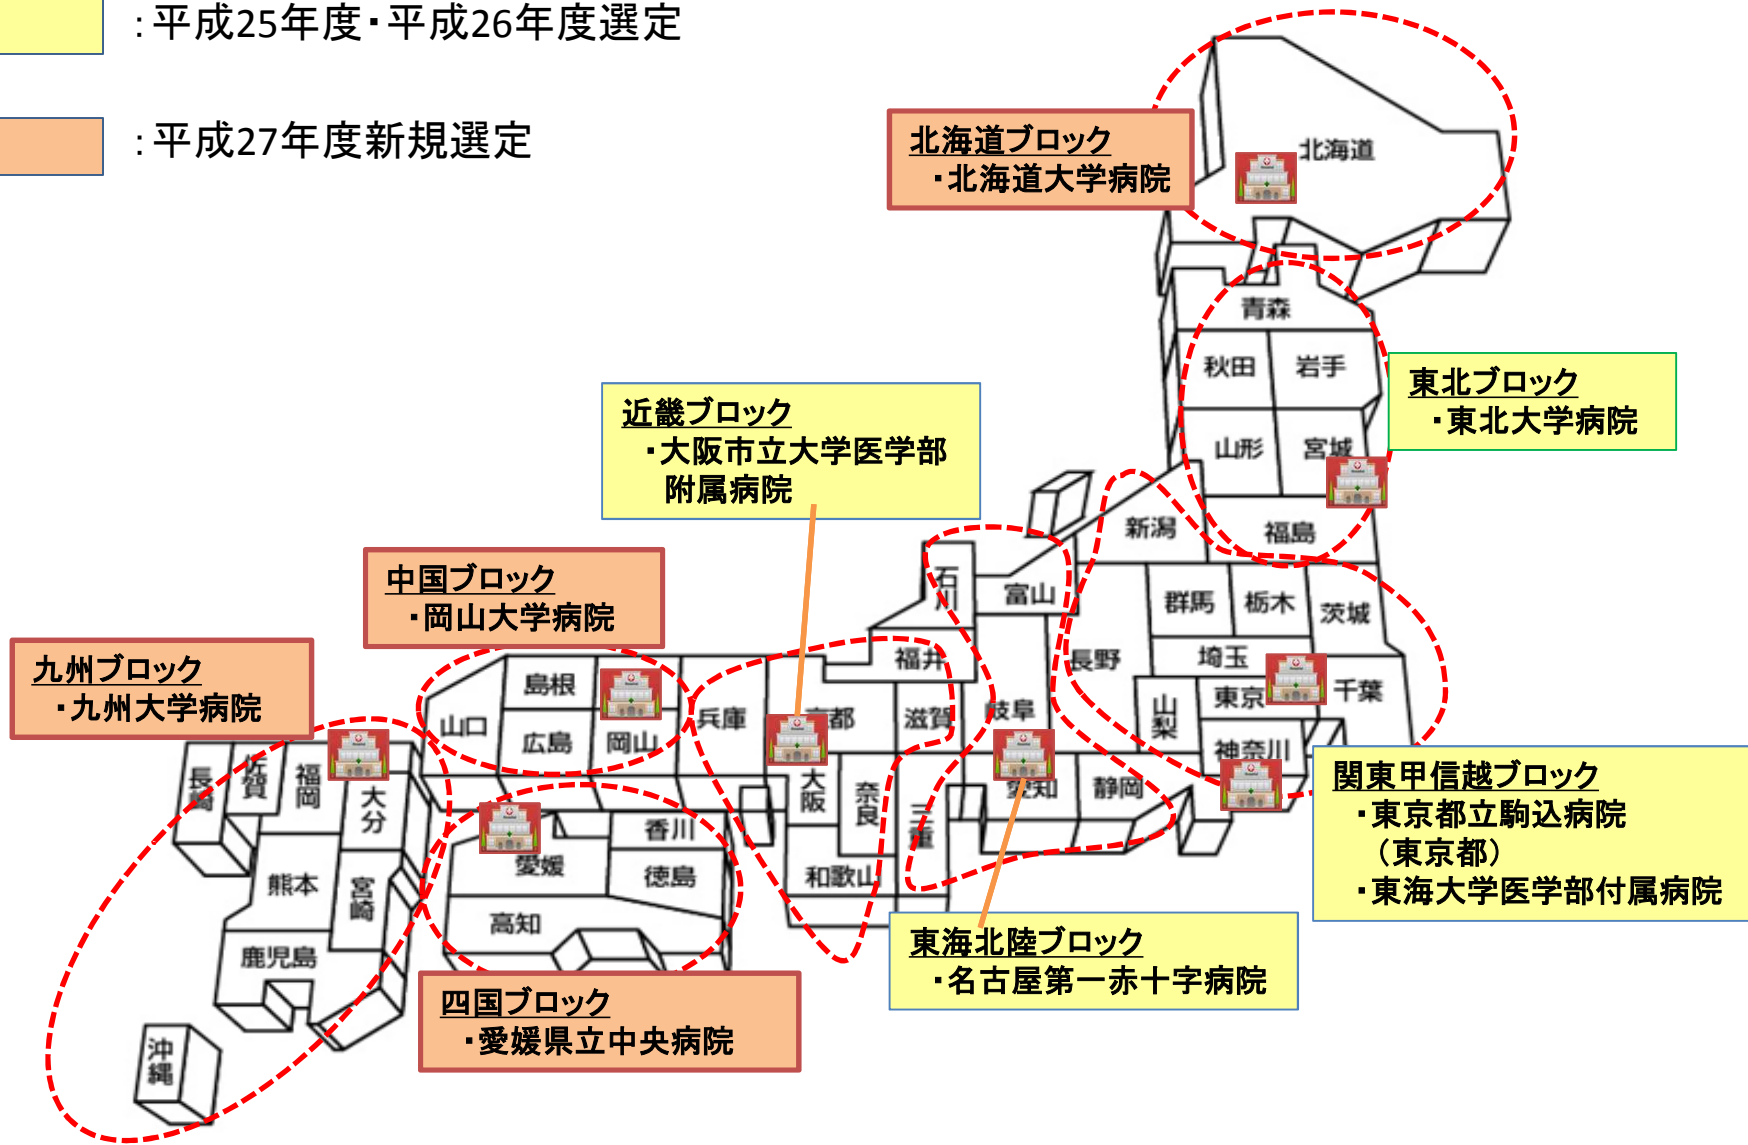 ：平成25年度・平成26年度選定
：平成27年度新規選定
北海道ブロック
・北海道大学病院
北海道
青森
秋田
岩手
山形
宮城
福島
東北ブロック
・東北大学病院
近畿ブロック
・大阪市立大学医学部
附属病院
新潟
石川
富山
群馬
栃木
茨城
中国ブロック
・岡山大学病院
福井
長野
埼玉
島根
九州ブロック
・九州大学病院
山口
広島
岡山
兵庫
京都
滋賀
岐阜
山梨
東京
千葉
神奈川
長崎
佐賀
福岡
大分
大阪
奈良
三重
愛知
静岡
関東甲信越ブロック
・東京都立駒込病院
（東京都）
・東海大学医学部付属病院
香川
愛媛
徳島
和歌山
熊本
宮崎
高知
鹿児島
東海北陸ブロック
・名古屋第一赤十字病院
四国ブロック
・愛媛県立中央病院
沖縄